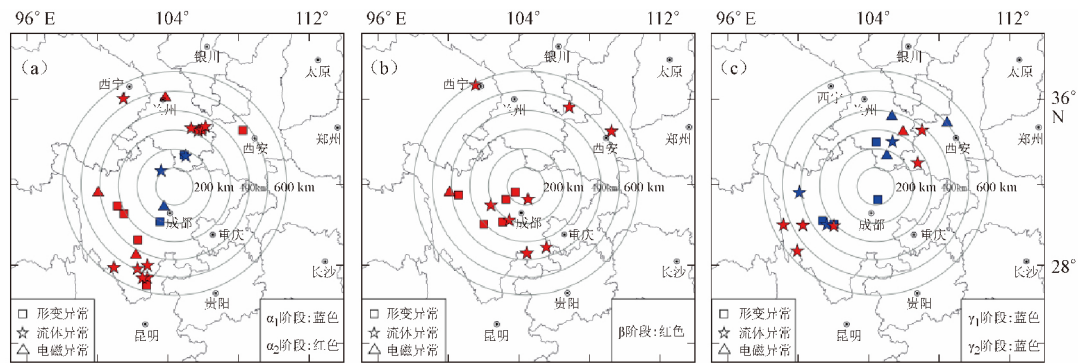 96° E 104° 112° 96° E 104° 112° 96° E 104° 112°
(a)
银川
太原
西宁
兰州
郑州
西安
200 km 400km 600 km
成都
重庆
长沙
贵阳
昆明
形变异常
流体异常
电磁异常
α₁阶段:蓝色
α₂阶段:红色
(b)
银川
太原
西宁
兰州
郑州
西安
200 km 400km 600 km
成都
重庆
长沙
贵阳
昆明
形变异常
流体异常
电磁异常
β阶段:红色
(c)
银川
太原
西宁
兰州
36°
N
郑州
西安
200 km 400km 600 km
成都
重庆
28°
长沙
贵阳
昆明
形变异常
流体异常
电磁异常
γ₁阶段:蓝色
γ₂阶段:蓝色